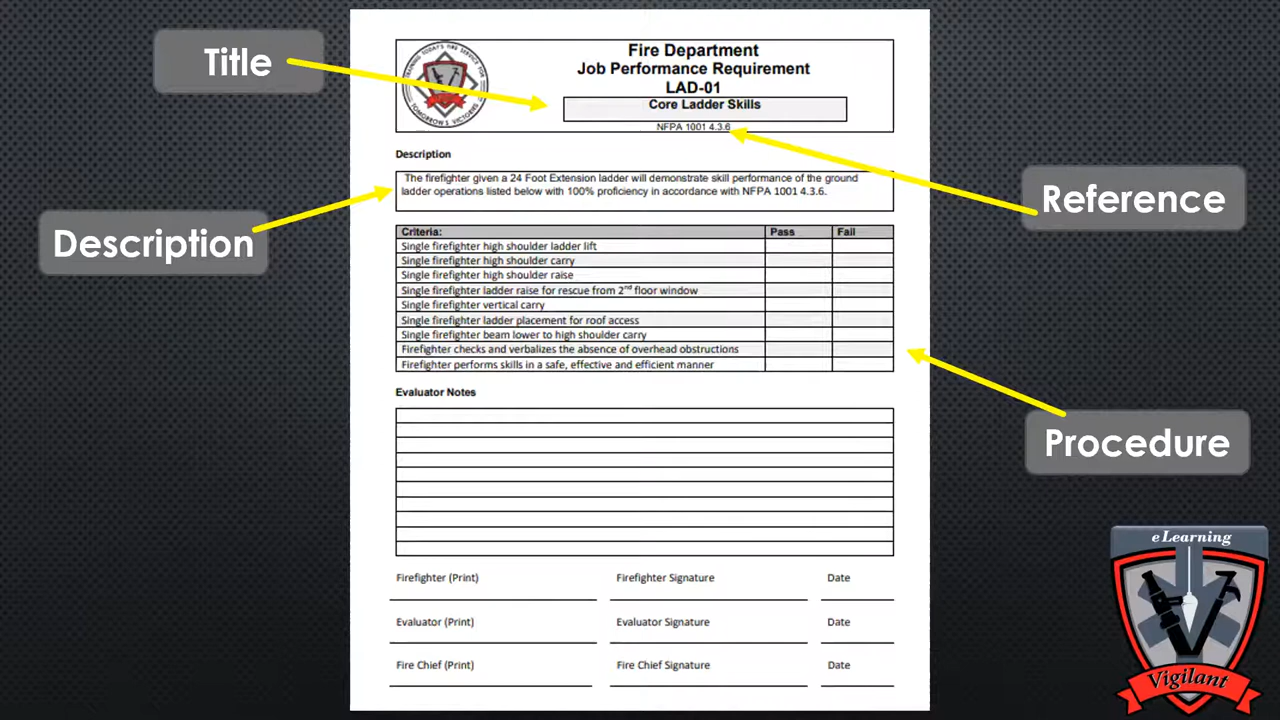 Title
Description
Reference
Procedure
TRAINING TODAY'S FIRE SERVICE FOR
TOMORROW'S VICTORIES
Fire Department
Job Performance Requirement
LAD-01
Core Ladder Skills
NFPA 1001 4.3.6
Description
The firefighter given a 24 Foot Extension ladder will demonstrate skill performance of the ground
ladder operations listed below with 100% proficiency in accordance with NFPA 1001 4.3.6.
Criteria: Pass Fail
Single firefighter high shoulder ladder lift
Single firefighter high shoulder carry
Single firefighter high shoulder raise
Single firefighter ladder raise for rescue from 2nd floor window
Single firefighter vertical carry
Single firefighter ladder placement for roof access
Single firefighter beam lower to high shoulder carry
Firefighter checks and verbalizes the absence of overhead obstructions
Firefighter performs skills in a safe, effective and efficient manner
Evaluator Notes
Firefighter (Print) Firefighter Signature Date
Evaluator (Print) Evaluator Signature Date
Fire Chief (Print) Fire Chief Signature Date
eLearning
V
Vigilant